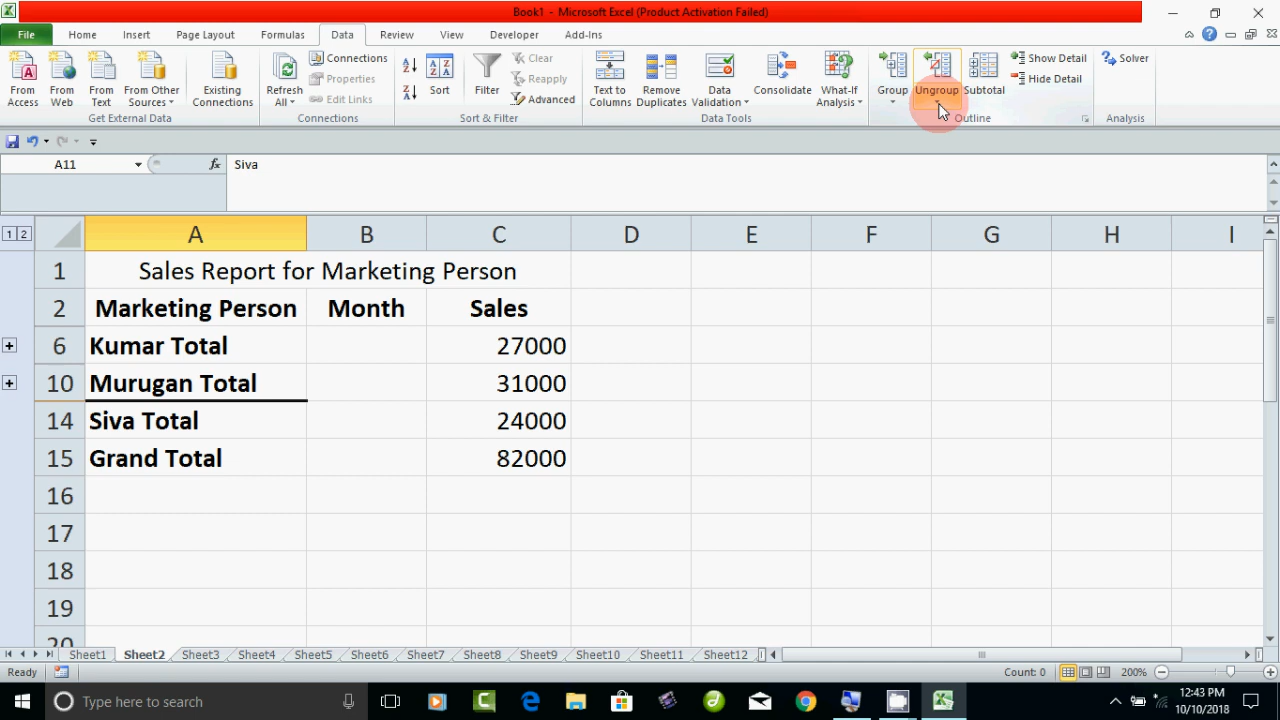 Book1 - Microsoft Excel (Product Activation Failed)
File Home Insert Page Layout Formulas Data Review View Developer Add-Ins
From Access
From Web
From Text
From Other Sources
Existing Connections
Get External Data
Refresh All
Connections
Properties
Edit Links
Connections
Sort
Filter
Clear
Reapply
Advanced
Sort & Filter
Text to Columns
Remove Duplicates
Data Validation
Consolidate
What-If Analysis
Data Tools
Group
Ungroup
Subtotal
Show Detail
Hide Detail
Outline
Solver
Analysis
A11 fx Siva
1 2 A B C D E F G H I
1 Sales Report for Marketing Person
2 Marketing Person Month Sales
6 Kumar Total 27000
10 Murugan Total 31000
14 Siva Total 24000
15 Grand Total 82000
16
17
18
19
20
Sheet1 Sheet2 Sheet3 Sheet4 Sheet5 Sheet6 Sheet7 Sheet8 Sheet9 Sheet10 Sheet11 Sheet12
Ready Count: 0 200%
Type here to search
12:43 PM
10/10/2018